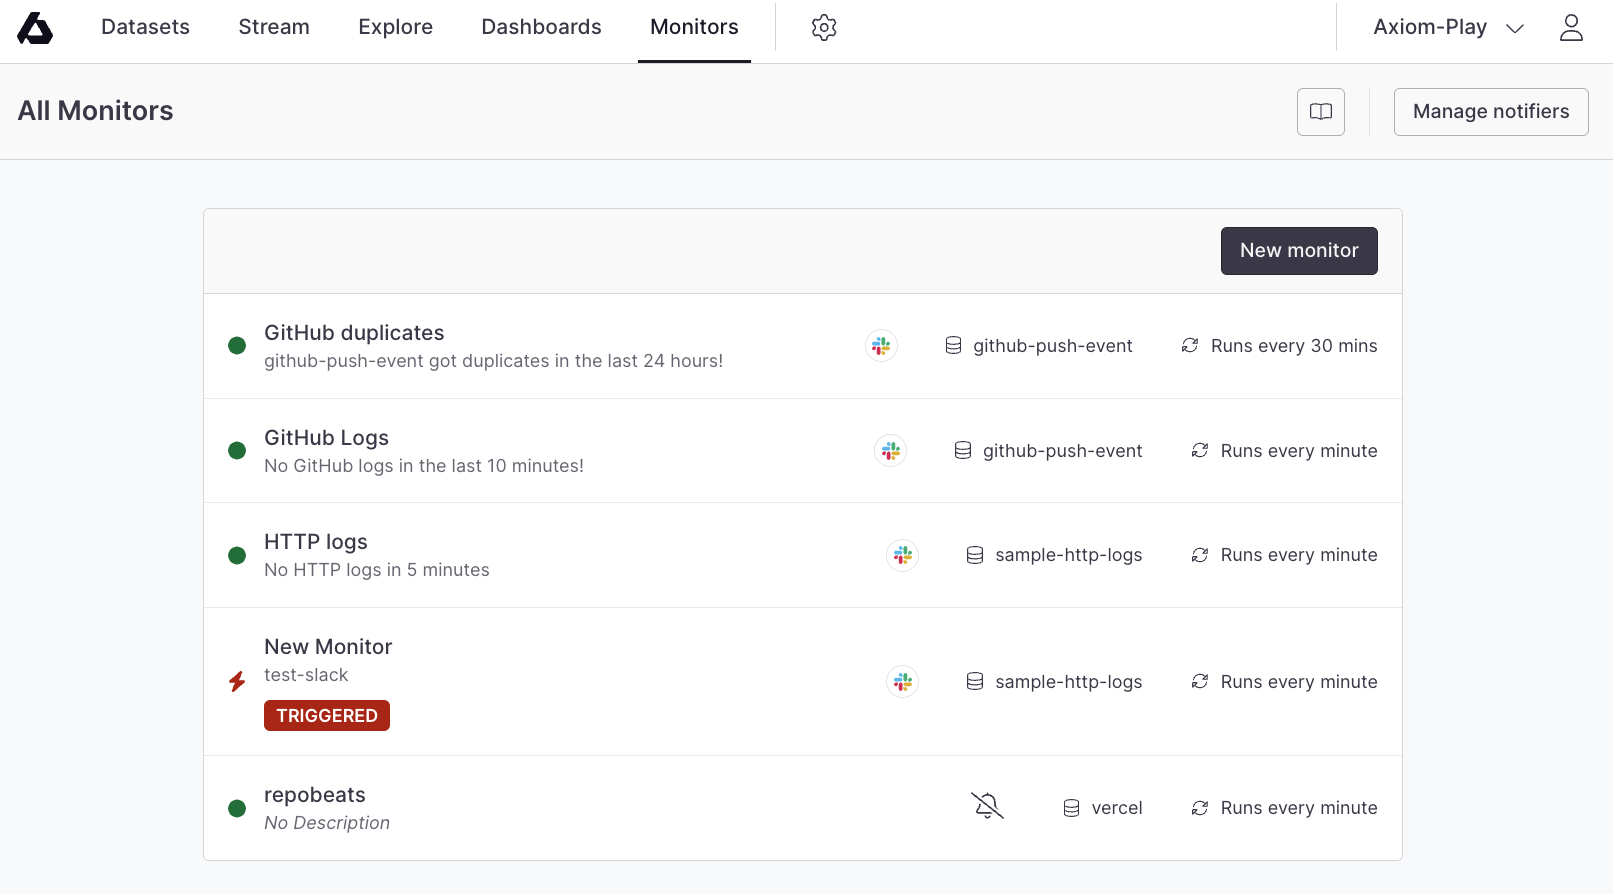 Datasets Stream Explore Dashboards Monitors Axiom-Play
All Monitors Manage notifiers
New monitor
GitHub duplicates
github-push-event got duplicates in the last 24 hours!
github-push-event Runs every 30 mins
GitHub Logs
No GitHub logs in the last 10 minutes!
github-push-event Runs every minute
HTTP logs
No HTTP logs in 5 minutes
sample-http-logs Runs every minute
New Monitor
test-slack
TRIGGERED
sample-http-logs Runs every minute
repobeats
No Description
vercel Runs every minute